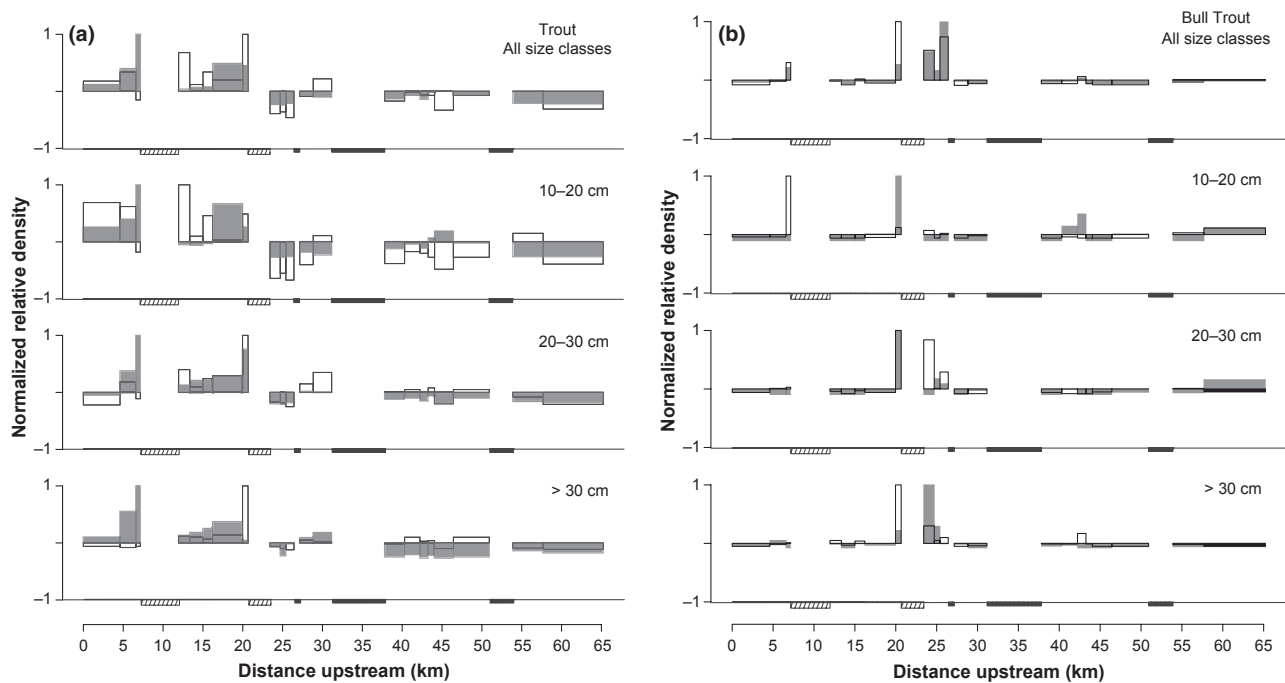 (a)
Trout
All size classes
1
−1
10–20 cm
1
−1
20–30 cm
1
−1
> 30 cm
1
−1
Normalized relative density
0 5 10 15 20 25 30 35 40 45 50 55 60 65
Distance upstream (km)
(b)
Bull Trout
All size classes
1
−1
10–20 cm
1
−1
20–30 cm
1
−1
> 30 cm
1
−1
Normalized relative density
0 5 10 15 20 25 30 35 40 45 50 55 60 65
Distance upstream (km)